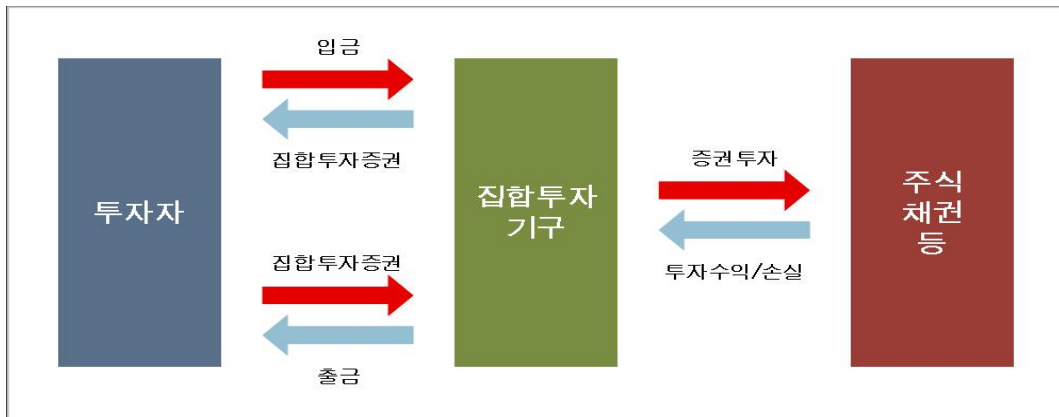 입금
집합투자증권
투자자
집합투자증권
출금
집합투자
기구
증권투자
투자수익/손실
주식
채권
등